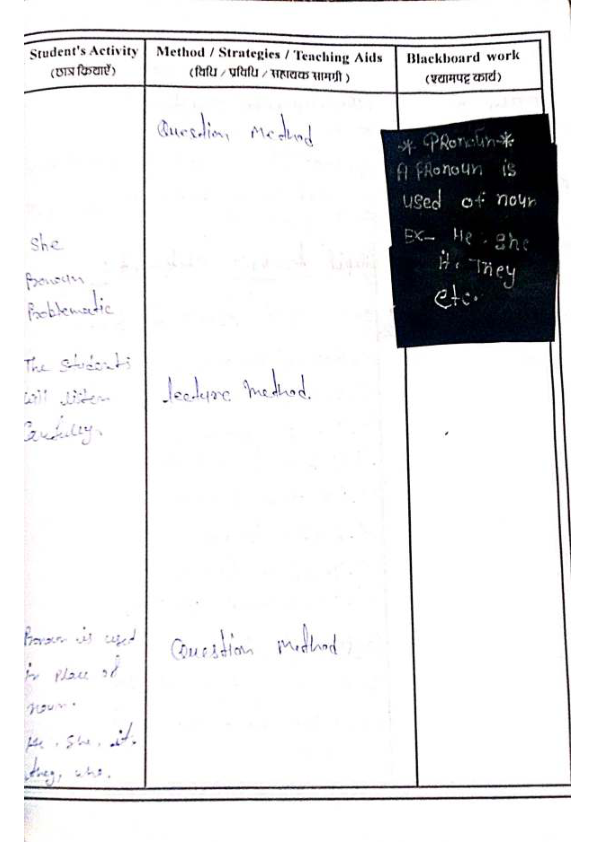 Student's Activity
(छात्र क्रियाएँ)
Method / Strategies / Teaching Aids
(विधि / प्रविधि / सहायक सामग्री)
Blackboard work
(श्यामपट्ट कार्य)
Question Method
* PRonoun *
A PRonoun is
used of noun
EX- He. She
It. They
etc.
She
Pronoun
Problematic
The students
will listen
Carefully.
lecture method.
Pronoun is used
in place of
noun.
He. She. it.
they, who.
Question method